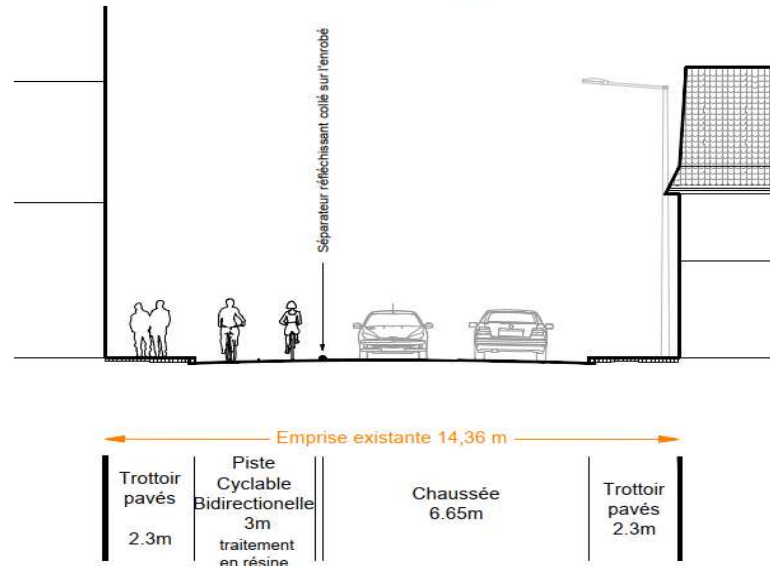 Séparateur réfléchissant collé sur l'enrobé
Emprise existante 14,36 m
Trottoir
pavés
2.3m
Piste
Cyclable
Bidirectionelle
3m
traitement
en résine
Chaussée
6.65m
Trottoir
pavés
2.3m